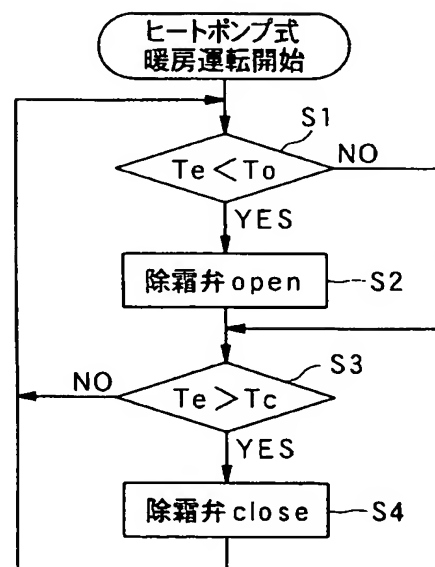 ヒートポンプ式
暖房運転開始
S1
Te<To
NO
YES
除霜弁open
S2
S3
NO
Te>Tc
YES
除霜弁close
S4